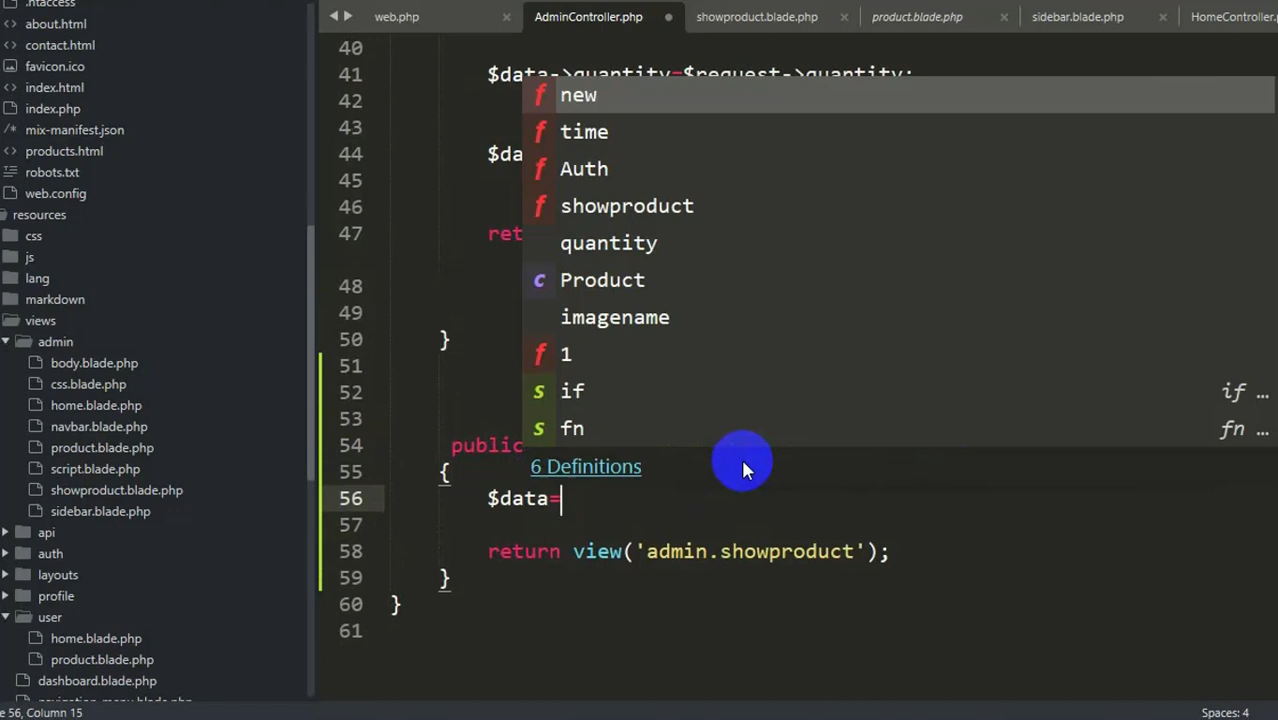 .htaccess
about.html
contact.html
favicon.ico
index.html
index.php
mix-manifest.json
products.html
robots.txt
web.config
resources
css
js
lang
markdown
views
admin
body.blade.php
css.blade.php
home.blade.php
navbar.blade.php
product.blade.php
script.blade.php
showproduct.blade.php
sidebar.blade.php
api
auth
layouts
profile
user
home.blade.php
product.blade.php
dashboard.blade.php
navigation-menu.blade.php
web.php × AdminController.php showproduct.blade.php × product.blade.php × sidebar.blade.php × HomeController.
40
41 $data->quantity=$request->quantity;
42
43
44 $da
45
46
47 ret
48
49
50 }
51
52
53
54 public
55 {
56 $data=
57
58 return view('admin.showproduct');
59 }
60 }
61
f new
f time
f Auth
f showproduct
quantity
c Product
imagename
f 1
s if if ...
s fn fn ...
6 Definitions
e 56, Column 15 Spaces: 4